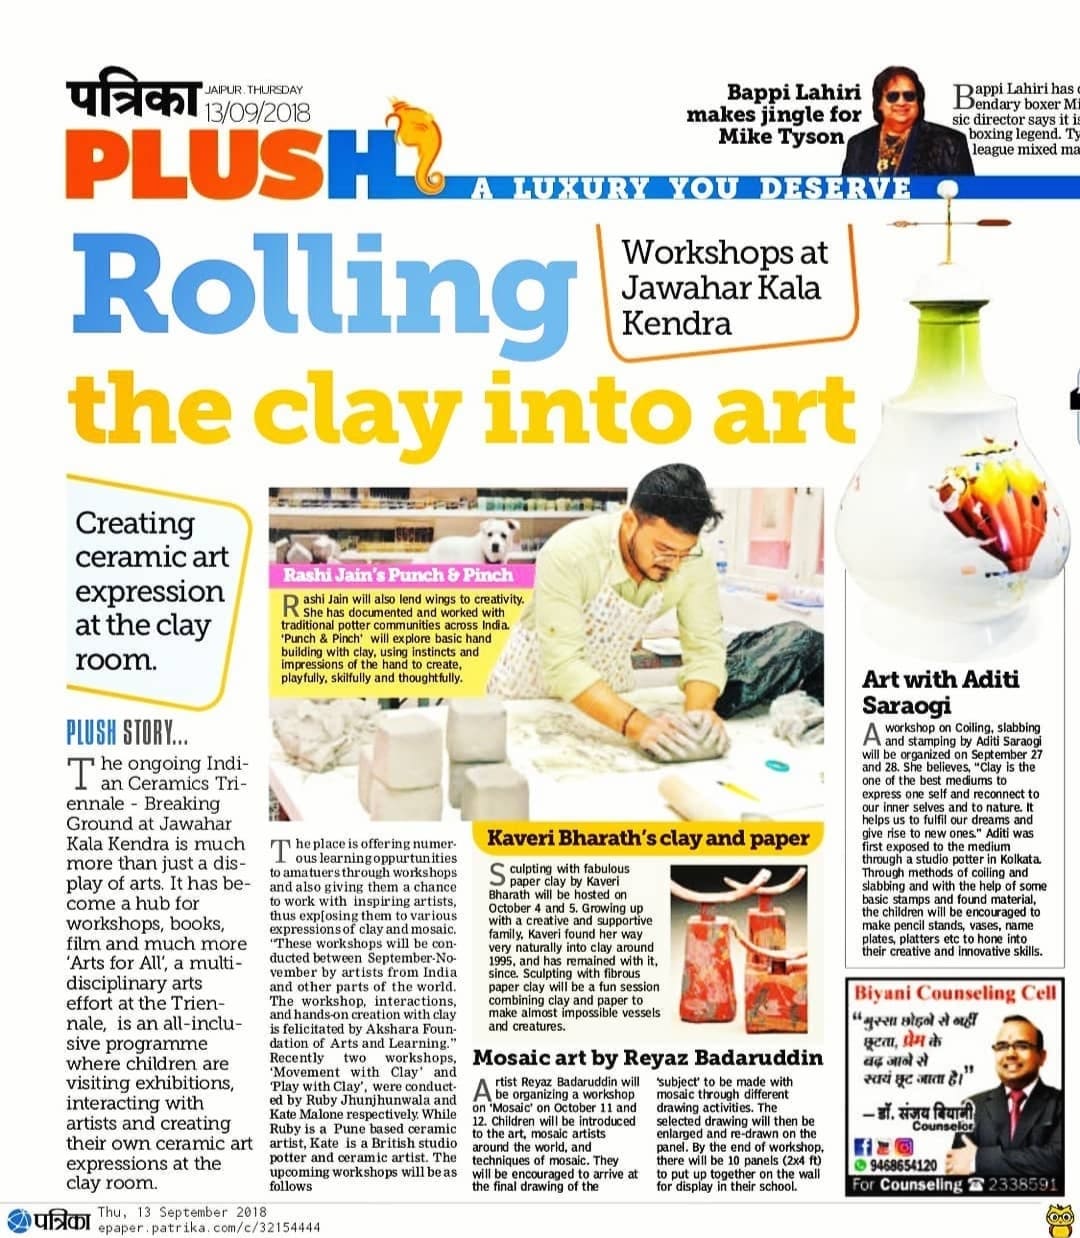 पत्रिका
JAIPUR.THURSDAY
13/09/2018
PLUSH
A LUXURY YOU DESERVE
Bappi Lahiri
makes jingle for
Mike Tyson
Bappi Lahiri has
endary boxer Mi
sic director says it is
boxing legend. Ty
league mixed ma
Rolling
the clay into art
Workshops at
Jawahar Kala
Kendra
Creating
ceramic art
expression
at the clay
room.
PLUSH STORY...
The ongoing Indi-
an Ceramics Tri-
ennale - Breaking
Ground at Jawahar
Kala Kendra is much
more than just a dis-
play of arts. It has be-
come a hub for
workshops, books,
film and much more
'Arts for All', a multi-
disciplinary arts
effort at the Trien-
nale, is an all-inclu-
sive programme
where children are
visiting exhibitions,
interacting with
artists and creating
their own ceramic art
expressions at the
clay room.
Rashi Jain's Punch & Pinch
Rashi Jain will also lend wings to creativity.
She has documented and worked with
traditional potter communities across India.
'Punch & Pinch' will explore basic hand
building with clay, using instincts and
impressions of the hand to create,
playfully, skilfully and thoughtfully.
The place is offering numer-
ous learning oppurtunities
to amatuers through workshops
and also giving them a chance
to work with inspiring artists,
thus exp[osing them to various
expressions of clay and mosaic.
"These workshops will be con-
ducted between September-No-
vember by artists from India
and other parts of the world.
The workshop, interactions,
and hands-on creation with clay
is felicitated by Akshara Foun-
dation of Arts and Learning."
Recently two workshops,
'Movement with Clay' and
'Play with Clay', were conduct-
ed by Ruby Jhunjhunwala and
Kate Malone respectively. While
Ruby is a Pune based ceramic
artist, Kate is a British studio
potter and ceramic artist. The
upcoming workshops will be as
follows
Kaveri Bharath's clay and paper
Sculpting with fabulous
paper clay by Kaveri
Bharath will be hosted on
October 4 and 5. Growing up
with a creative and supportive
family, Kaveri found her way
very naturally into clay around
1995, and has remained with it,
since. Sculpting with fibrous
paper clay will be a fun session
combining clay and paper to
make almost impossible vessels
and creatures.
Mosaic art by Reyaz Badaruddin
Artist Reyaz Badaruddin will
be organizing a workshop
on 'Mosaic' on October 11 and
12. Children will be introduced
to the art, mosaic artists
around the world, and
techniques of mosaic. They
will be encouraged to arrive at
the final drawing of the
'subject' to be made with
mosaic through different
drawing activities. The
selected drawing will then be
enlarged and re-drawn on the
panel. By the end of workshop,
there will be 10 panels (2x4 ft)
to put up together on the wall
for display in their school.
Art with Aditi
Saraogi
A workshop on Coiling, slabbing
and stamping by Aditi Saraogi
will be organized on September 27
and 28. She believes, "Clay is the
one of the best mediums to
express one self and reconnect to
our inner selves and to nature. It
helps us to fulfil our dreams and
give rise to new ones." Aditi was
first exposed to the medium
through a studio potter in Kolkata.
Through methods of coiling and
slabbing and with the help of some
basic stamps and found material,
the children will be encouraged to
make pencil stands, vases, name
plates, platters etc to hone into
their creative and innovative skills.
Biyani Counseling Cell
"गुस्सा छोड़ने से नहीं
छूटता, प्रेम के
बढ़ जाने से
स्वयं छूट जाता है।"
– डॉ. संजय बियानी
Counselor
9468654120
For Counseling ☎ 2338591
पत्रिका
Thu, 13 September 2018
epaper.patrika.com/c/32154444